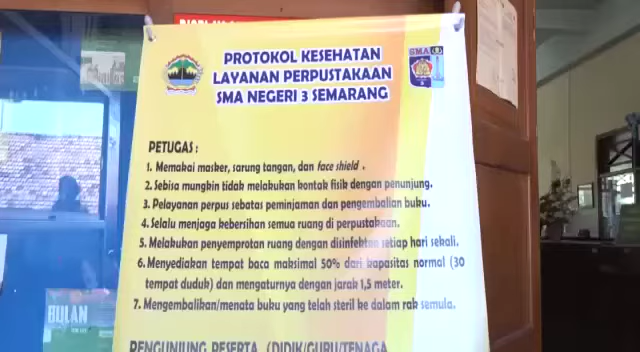 PROTOKOL KESEHATAN
LAYANAN PERPUSTAKAAN
SMA NEGERI 3 SEMARANG
SMA
PETUGAS :
1. Memakai masker, sarung tangan, dan face shield .
2. Sebisa mungkin tidak melakukan kontak fisik dengan penunjung.
3. Pelayanan perpus sebatas peminjaman dan pengembalian buku.
4. Selalu menjaga kebersihan semua ruang di perpustakaan.
5. Melakukan penyemprotan ruang dengan disinfektan setiap hari sekali.
6. Menyediakan tempat baca maksimal 50% dari kapasitas normal (30
tempat duduk) dan mengaturnya dengan jarak 1,5 meter.
7. Mengembalikan/menata buku yang telah steril ke dalam rak semula.
PENGUNJUNG PESERTA (DIDIK/GURU/TENAGA
BULAN